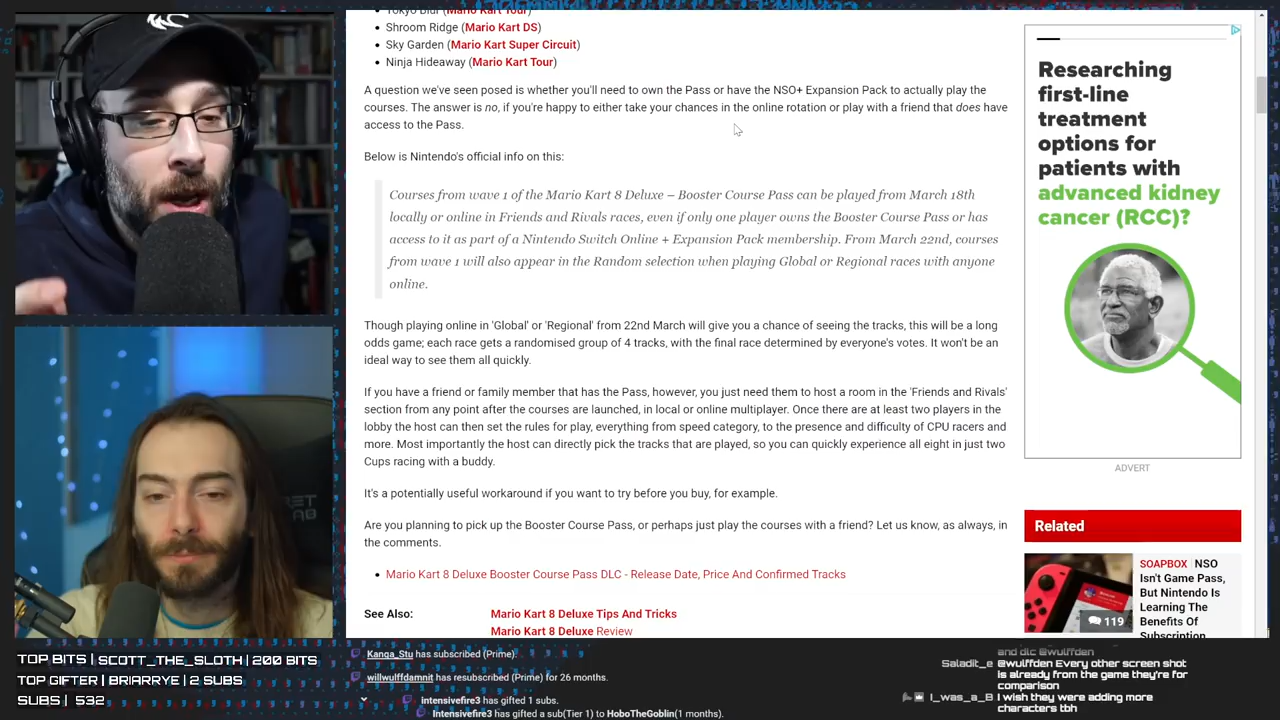 Tokyo Blur (Mario Kart Tour)
Shroom Ridge (Mario Kart DS)
Sky Garden (Mario Kart Super Circuit)
Ninja Hideaway (Mario Kart Tour)
A question we've seen posed is whether you'll need to own the Pass or have the NSO+ Expansion Pack to actually play the
courses. The answer is no, if you're happy to either take your chances in the online rotation or play with a friend that does have
access to the Pass.
Below is Nintendo's official info on this:
Courses from wave 1 of the Mario Kart 8 Deluxe – Booster Course Pass can be played from March 18th
locally or online in Friends and Rivals races, even if only one player owns the Booster Course Pass or has
access to it as part of a Nintendo Switch Online + Expansion Pack membership. From March 22nd, courses
from wave 1 will also appear in the Random selection when playing Global or Regional races with anyone
online.
Though playing online in 'Global' or 'Regional' from 22nd March will give you a chance of seeing the tracks, this will be a long
odds game; each race gets a randomised group of 4 tracks, with the final race determined by everyone's votes. It won't be an
ideal way to see them all quickly.
If you have a friend or family member that has the Pass, however, you just need them to host a room in the 'Friends and Rivals'
section from any point after the courses are launched, in local or online multiplayer. Once there are at least two players in the
lobby the host can then set the rules for play, everything from speed category, to the presence and difficulty of CPU racers and
more. Most importantly the host can directly pick the tracks that are played, so you can quickly experience all eight in just two
Cups racing with a buddy.
It's a potentially useful workaround if you want to try before you buy, for example.
Are you planning to pick up the Booster Course Pass, or perhaps just play the courses with a friend? Let us know, as always, in
the comments.
Mario Kart 8 Deluxe Booster Course Pass DLC - Release Date, Price And Confirmed Tracks
See Also:
Mario Kart 8 Deluxe Tips And Tricks
Mario Kart 8 Deluxe Review
Researching
first-line
treatment
options for
patients with
advanced kidney
cancer (RCC)?
ADVERT
Related
SOAPBOX NSO
Isn't Game Pass,
But Nintendo Is
Learning The
Benefits Of
Subscription
119
TOP BITS | SCOTT_THE_SLOTH | 200 BITS
TOP GIFTER | BRIARRYE | 2 SUBS
SUBS | 532
Kanga_Stu has subscribed (Prime).
willwulffdamnit has resubscribed (Prime) for 26 months.
intensivefire3 has gifted 1 subs.
Intensivefire3 has gifted a sub(Tier 1) to HoboTheGoblin(1 months).
and dlc @wulffden
Saladit_e @wulffden Every other screen shot
is already from the game they're for
comparison
I_was_a_B I wish they were adding more
characters tbh